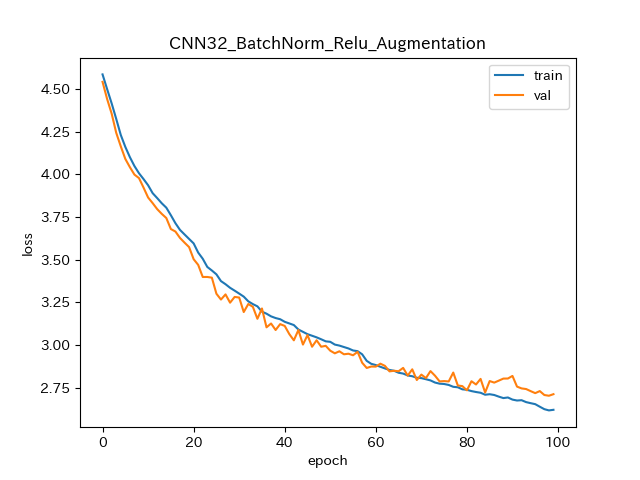 CNN32_BatchNorm_Relu_Augmentation
train
val
4.50
4.25
4.00
3.75
3.50
3.25
3.00
2.75
loss
0 20 40 60 80 100
epoch